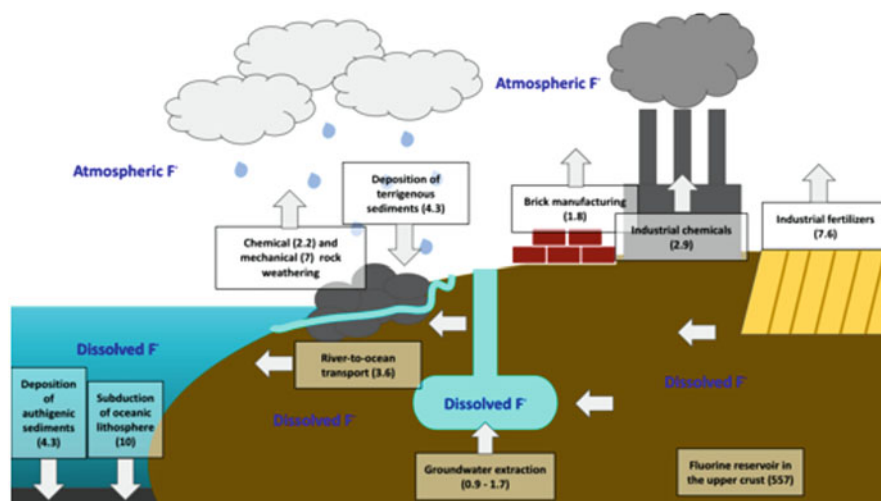 Atmospheric F⁻
Atmospheric F⁻
Deposition of
terrigenous
sediments (4.3)
Chemical (2.2) and
mechanical (7) rock
weathering
Brick manufacturing
(1.8)
Industrial chemicals
(2.9)
Industrial fertilizers
(7.6)
Dissolved F⁻
Deposition
of
authigenic
sediments
(4.3)
Subduction
of oceanic
lithosphere
(10)
River-to-ocean
transport (3.6)
Dissolved F⁻
Dissolved F⁻
Dissolved F⁻
Groundwater extraction
(0.9 - 1.7)
Fluorine reservoir in
the upper crust (557)